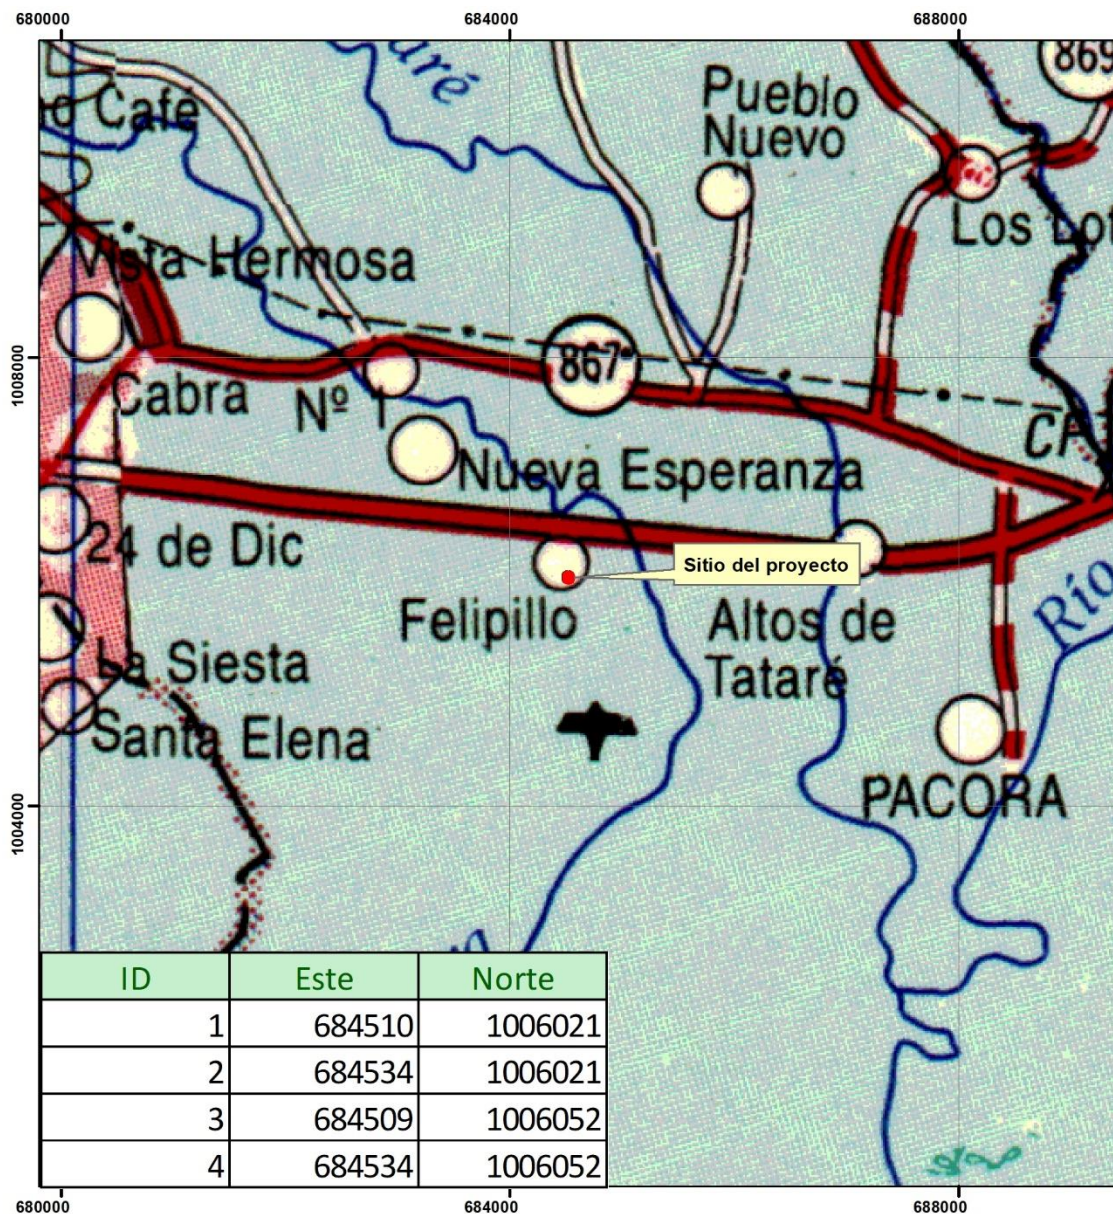 680000
684000
688000
taré
Pueblo
Nuevo
869
Café
Los
Vista Hermosa
1008000
867
Cabra
Nº 1
Nueva Esperanza
24 de Dic
Sitio del proyecto
Felipillo
Altos de
Tataré
Río
La Siesta
Santa Elena
PACORA
1004000
ID Este Norte
1 684510 1006021
2 684534 1006021
3 684509 1006052
4 684534 1006052
680000
684000
688000